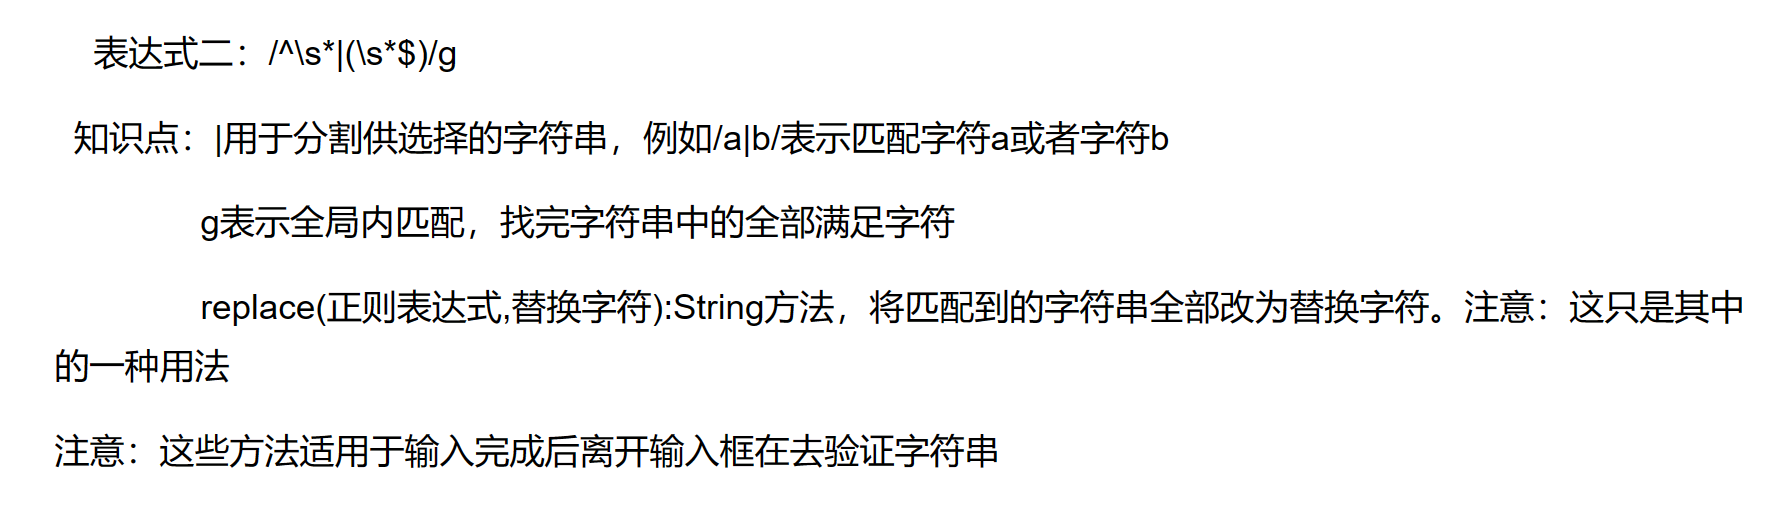 表达式二：/^\s*|(\s*$)/g
知识点：|用于分割供选择的字符串，例如/a|b/表示匹配字符a或者字符b
g表示全局内匹配，找完字符串中的全部满足字符
replace(正则表达式,替换字符):String方法，将匹配到的字符串全部改为替换字符。注意：这只是其中
的一种用法
注意：这些方法适用于输入完成后离开输入框在去验证字符串